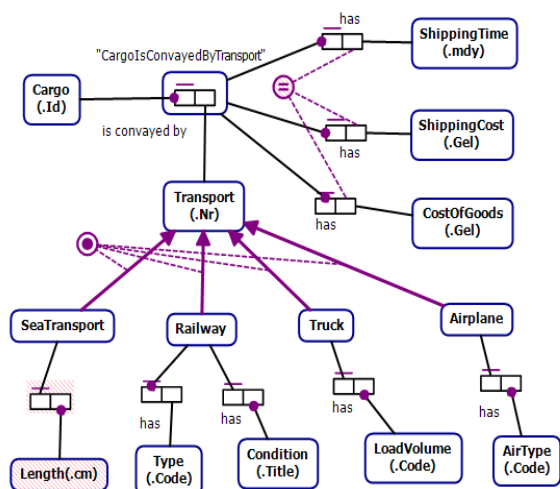 has
ShippingTime
(.mdy)
"CargoIsConvayedByTransport"
Cargo
(.Id)
is convayed by
has
ShippingCost
(.Gel)
Transport
(.Nr)
has
CostOfGoods
(.Gel)
SeaTransport
Railway
Truck
Airplane
has
has
has
has
Length(.cm)
Type
(.Code)
Condition
(.Title)
LoadVolume
(.Code)
AirType
(.Code)